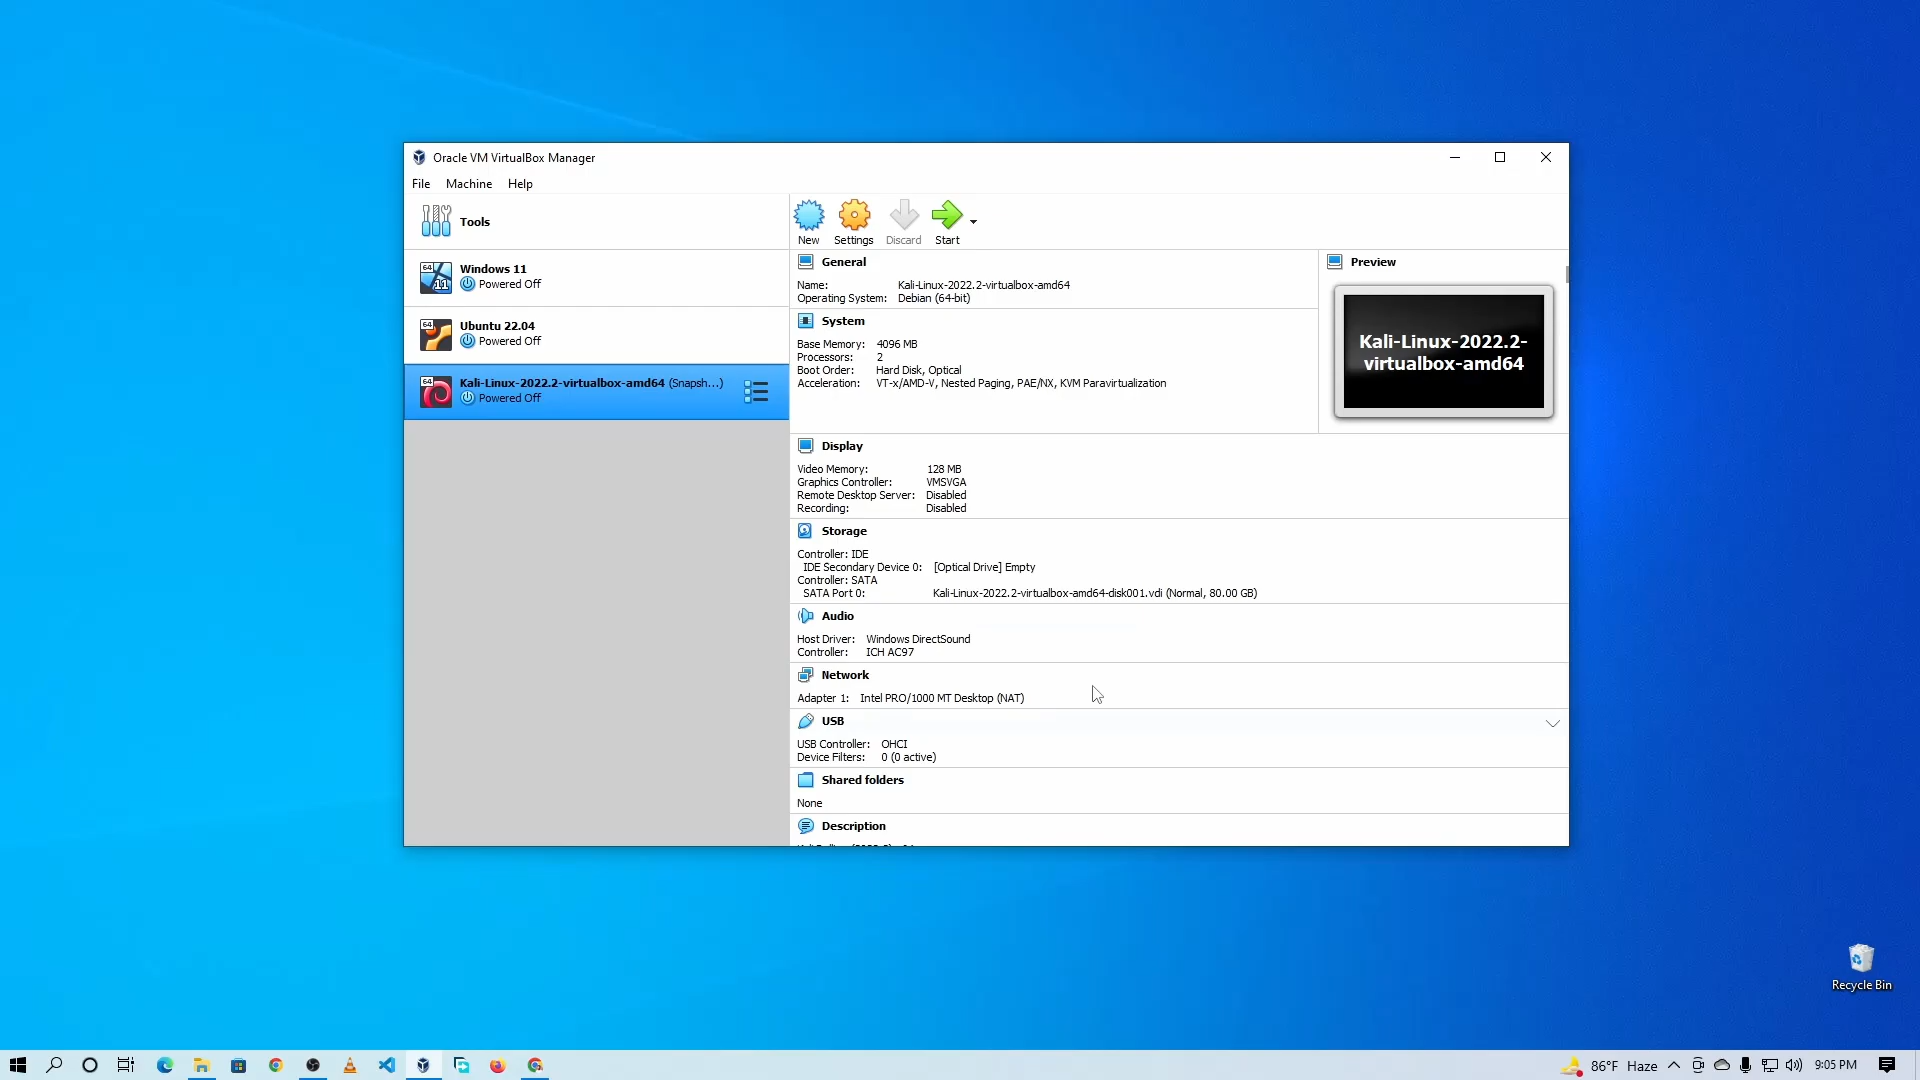 Oracle VM VirtualBox Manager
File Machine Help
Tools
New Settings Discard Start
64
11
Windows 11
Powered Off
64
Ubuntu 22.04
Powered Off
64
Kali-Linux-2022.2-virtualbox-amd64 (Snapsh...)
Powered Off
General
Name: Kali-Linux-2022.2-virtualbox-amd64
Operating System: Debian (64-bit)
System
Base Memory: 4096 MB
Processors: 2
Boot Order: Hard Disk, Optical
Acceleration: VT-x/AMD-V, Nested Paging, PAE/NX, KVM Paravirtualization
Preview
Kali-Linux-2022.2-
virtualbox-amd64
Display
Video Memory: 128 MB
Graphics Controller: VMSVGA
Remote Desktop Server: Disabled
Recording: Disabled
Storage
Controller: IDE
IDE Secondary Device 0: [Optical Drive] Empty
Controller: SATA
SATA Port 0: Kali-Linux-2022.2-virtualbox-amd64-disk001.vdi (Normal, 80.00 GB)
Audio
Host Driver: Windows DirectSound
Controller: ICH AC97
Network
Adapter 1: Intel PRO/1000 MT Desktop (NAT)
USB
USB Controller: OHCI
Device Filters: 0 (0 active)
Shared folders
None
Description
Recycle Bin
86°F Haze
9:05 PM